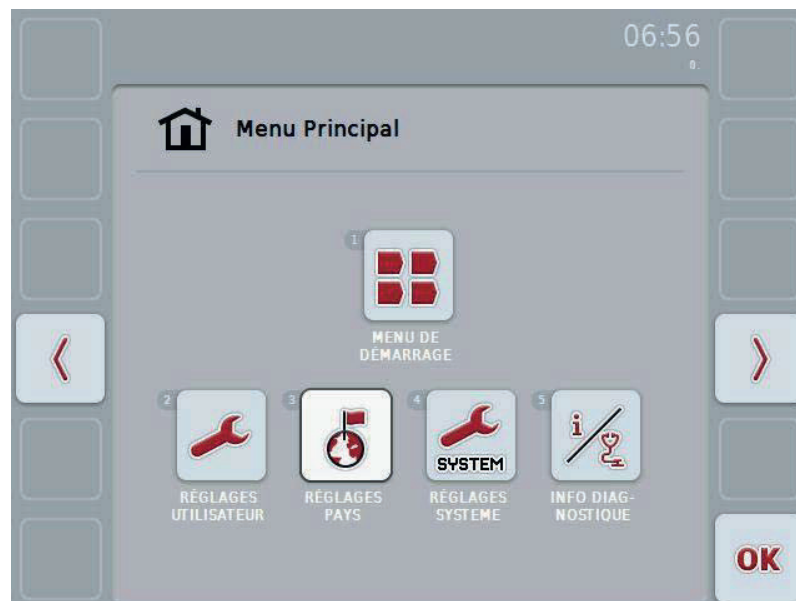 06:56
0.
Menu Principal
1
MENU DE
DÉMARRAGE
2
3
4
5
SYSTEM
i
RÉGLAGES
UTILISATEUR
RÉGLAGES
PAYS
RÉGLAGES
SYSTEME
INFO DIAG-
NOSTIQUE
OK